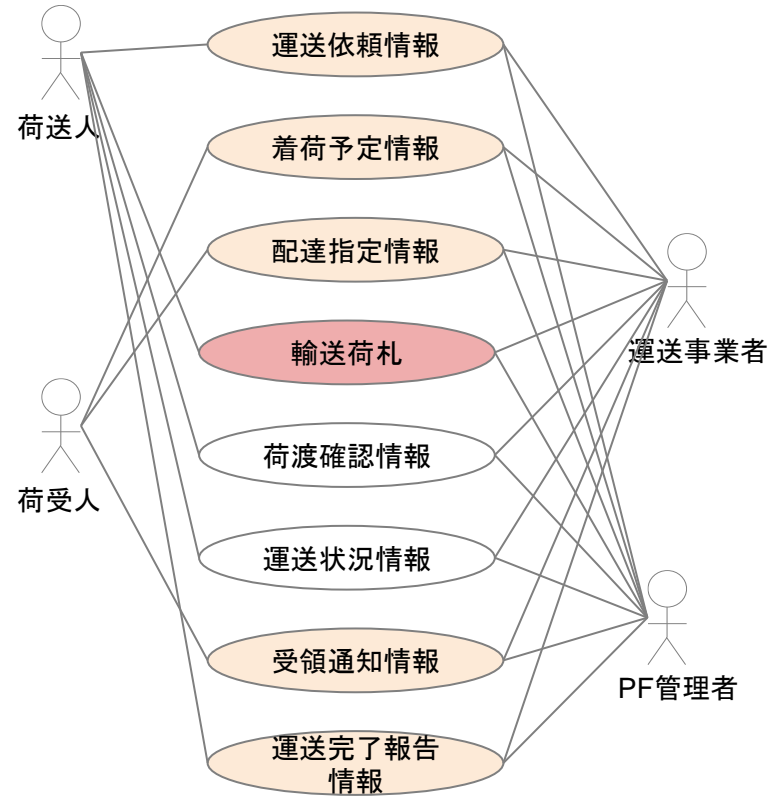 荷送人
運送依頼情報
着荷予定情報
配達指定情報
輸送荷札
運送事業者
荷受人
荷渡確認情報
運送状況情報
受領通知情報
PF管理者
運送完了報告
情報